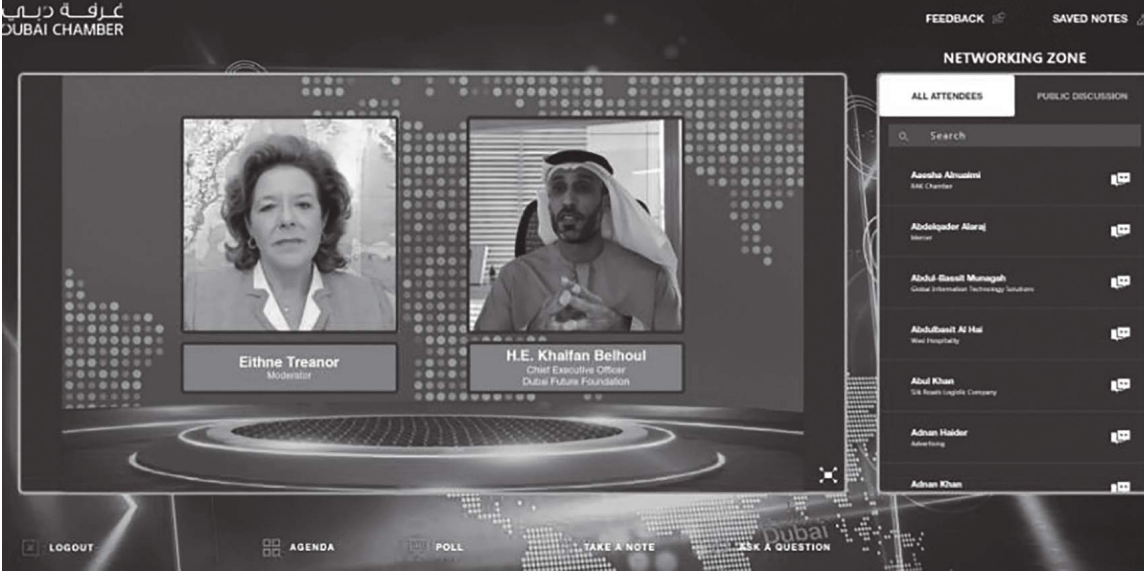 غرفة دبي
DUBAI CHAMBER
FEEDBACK
SAVED NOTES
NETWORKING ZONE
ALL ATTENDEES
PUBLIC DISCUSSION
Search
Aaesha Alnuaimi
RAK Chamber
Abdelqader Alaraj
Mercer
Abdul-Bassit Munagah
Global Information Technology Solutions
Abdulbasit Al Hai
Wasl Hospitality
Abul Khan
Silk Roads Logistic Company
Adnan Haider
Advertising
Adnan Khan
Eithne Treanor
Moderator
H.E. Khalfan Belhoul
Chief Executive Officer
Dubai Future Foundation
Dubai
LOGOUT
AGENDA
POLL
TAKE A NOTE
ASK A QUESTION